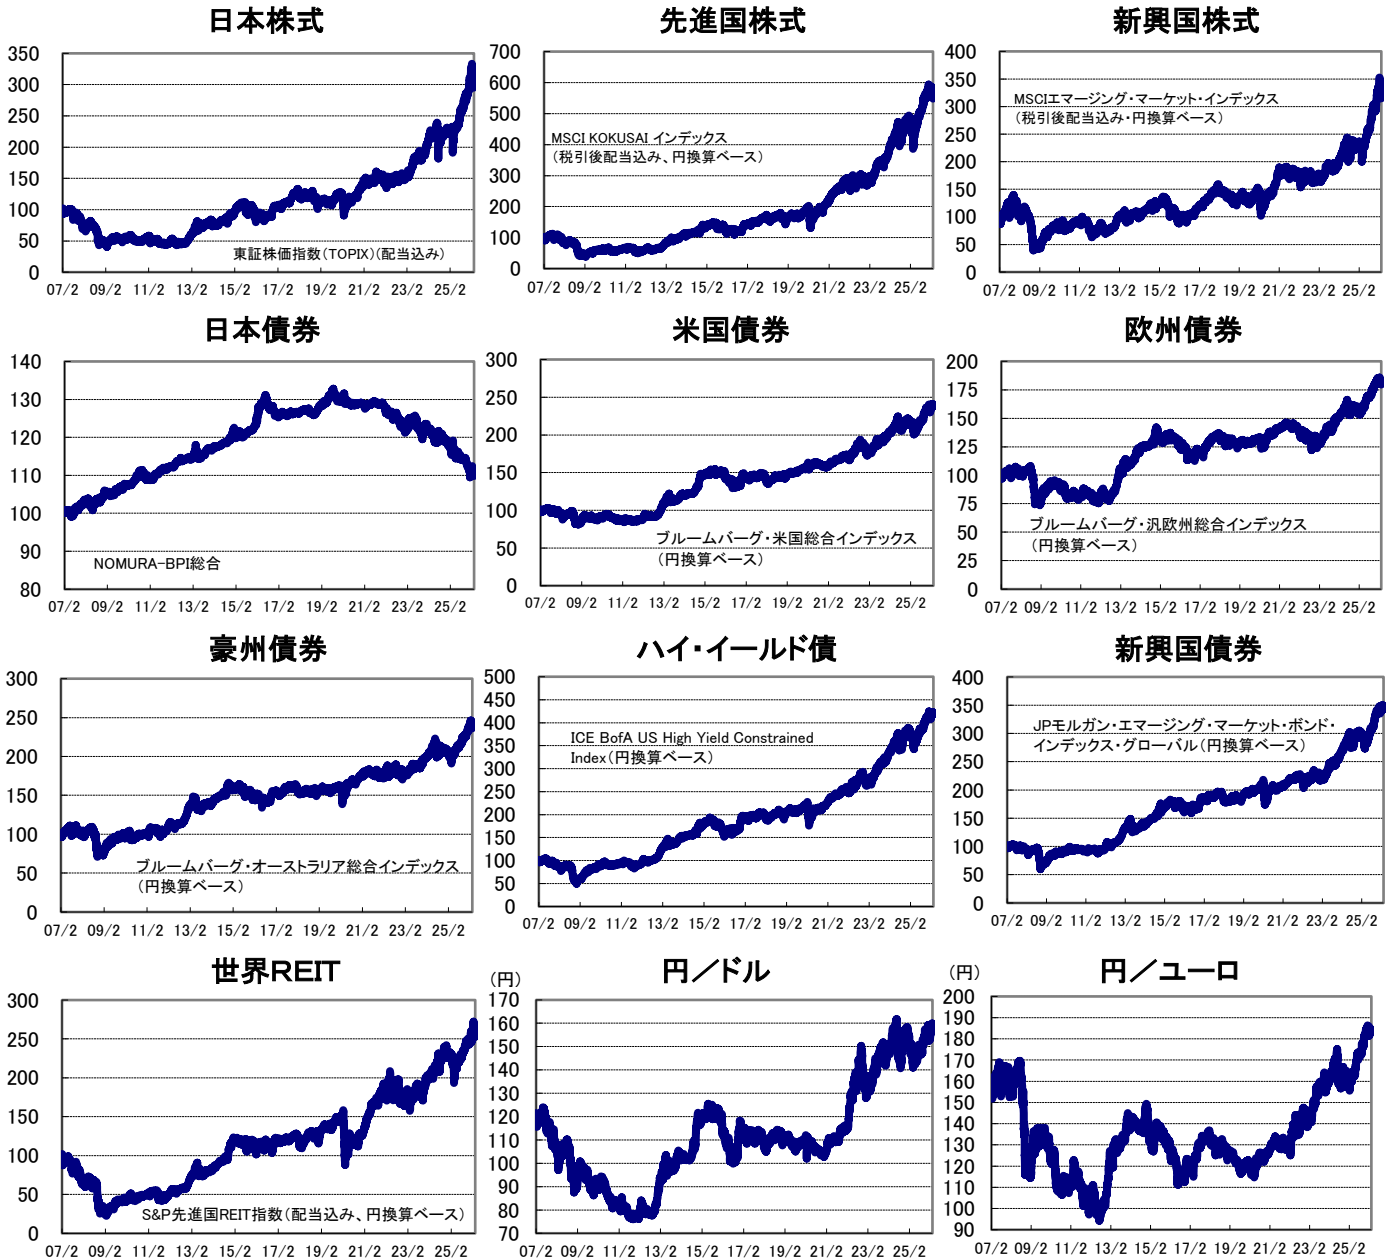 日本株式
350
300
250
200
150
100
50
0
東証株価指数(TOPIX)(配当込み)
07/2 09/2 11/2 13/2 15/2 17/2 19/2 21/2 23/2 25/2
先進国株式
700
600
500
400
300
200
100
0
MSCI KOKUSAI インデックス
(税引後配当込み、円換算ベース)
07/2 09/2 11/2 13/2 15/2 17/2 19/2 21/2 23/2 25/2
新興国株式
400
350
300
250
200
150
100
50
0
MSCIエマージング・マーケット・インデックス
(税引後配当込み・円換算ベース)
07/2 09/2 11/2 13/2 15/2 17/2 19/2 21/2 23/2 25/2
日本債券
140
130
120
110
100
90
80
NOMURA-BPI総合
07/2 09/2 11/2 13/2 15/2 17/2 19/2 21/2 23/2 25/2
米国債券
300
250
200
150
100
50
0
ブルームバーグ・米国総合インデックス
(円換算ベース)
07/2 09/2 11/2 13/2 15/2 17/2 19/2 21/2 23/2 25/2
欧州債券
200
175
150
125
100
75
50
25
0
ブルームバーグ・汎欧州総合インデックス
(円換算ベース)
07/2 09/2 11/2 13/2 15/2 17/2 19/2 21/2 23/2 25/2
豪州債券
300
250
200
150
100
50
0
ブルームバーグ・オーストラリア総合インデックス
(円換算ベース)
07/2 09/2 11/2 13/2 15/2 17/2 19/2 21/2 23/2 25/2
ハイ・イールド債
500
450
400
350
300
250
200
150
100
50
0
ICE BofA US High Yield Constrained
Index(円換算ベース)
07/2 09/2 11/2 13/2 15/2 17/2 19/2 21/2 23/2 25/2
新興国債券
400
350
300
250
200
150
100
50
0
JPモルガン・エマージング・マーケット・ボンド・
インデックス・グローバル(円換算ベース)
07/2 09/2 11/2 13/2 15/2 17/2 19/2 21/2 23/2 25/2
世界REIT
300
250
200
150
100
50
0
S&P先進国REIT指数(配当込み、円換算ベース)
07/2 09/2 11/2 13/2 15/2 17/2 19/2 21/2 23/2 25/2
円/ドル
(円)
170
160
150
140
130
120
110
100
90
80
70
07/2 09/2 11/2 13/2 15/2 17/2 19/2 21/2 23/2 25/2
円/ユーロ
(円)
200
190
180
170
160
150
140
130
120
110
100
90
07/2 09/2 11/2 13/2 15/2 17/2 19/2 21/2 23/2 25/2